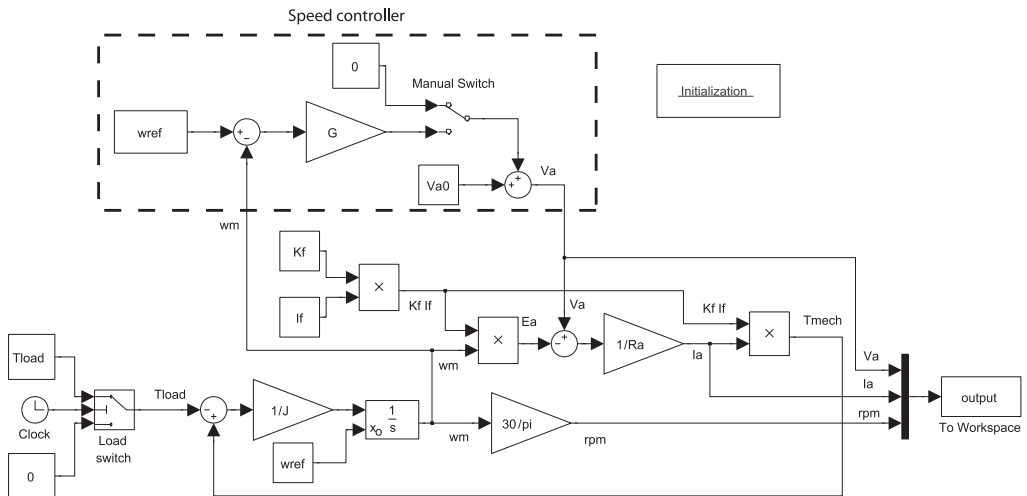 Speed controller
0
Manual Switch
Initialization
wref
+
−
G
Va0
+
+
Va
wm
Kf
If
×
Kf If
Va
Kf If
Tmech
×
Ea
×
−
+
1/Ra
Ia
wm
Tload
Tload
Va
Ia
rpm
output
To Workspace
Clock
Load
switch
0
−
+
1/J
xo
1
s
wref
wm
30/pi
rpm